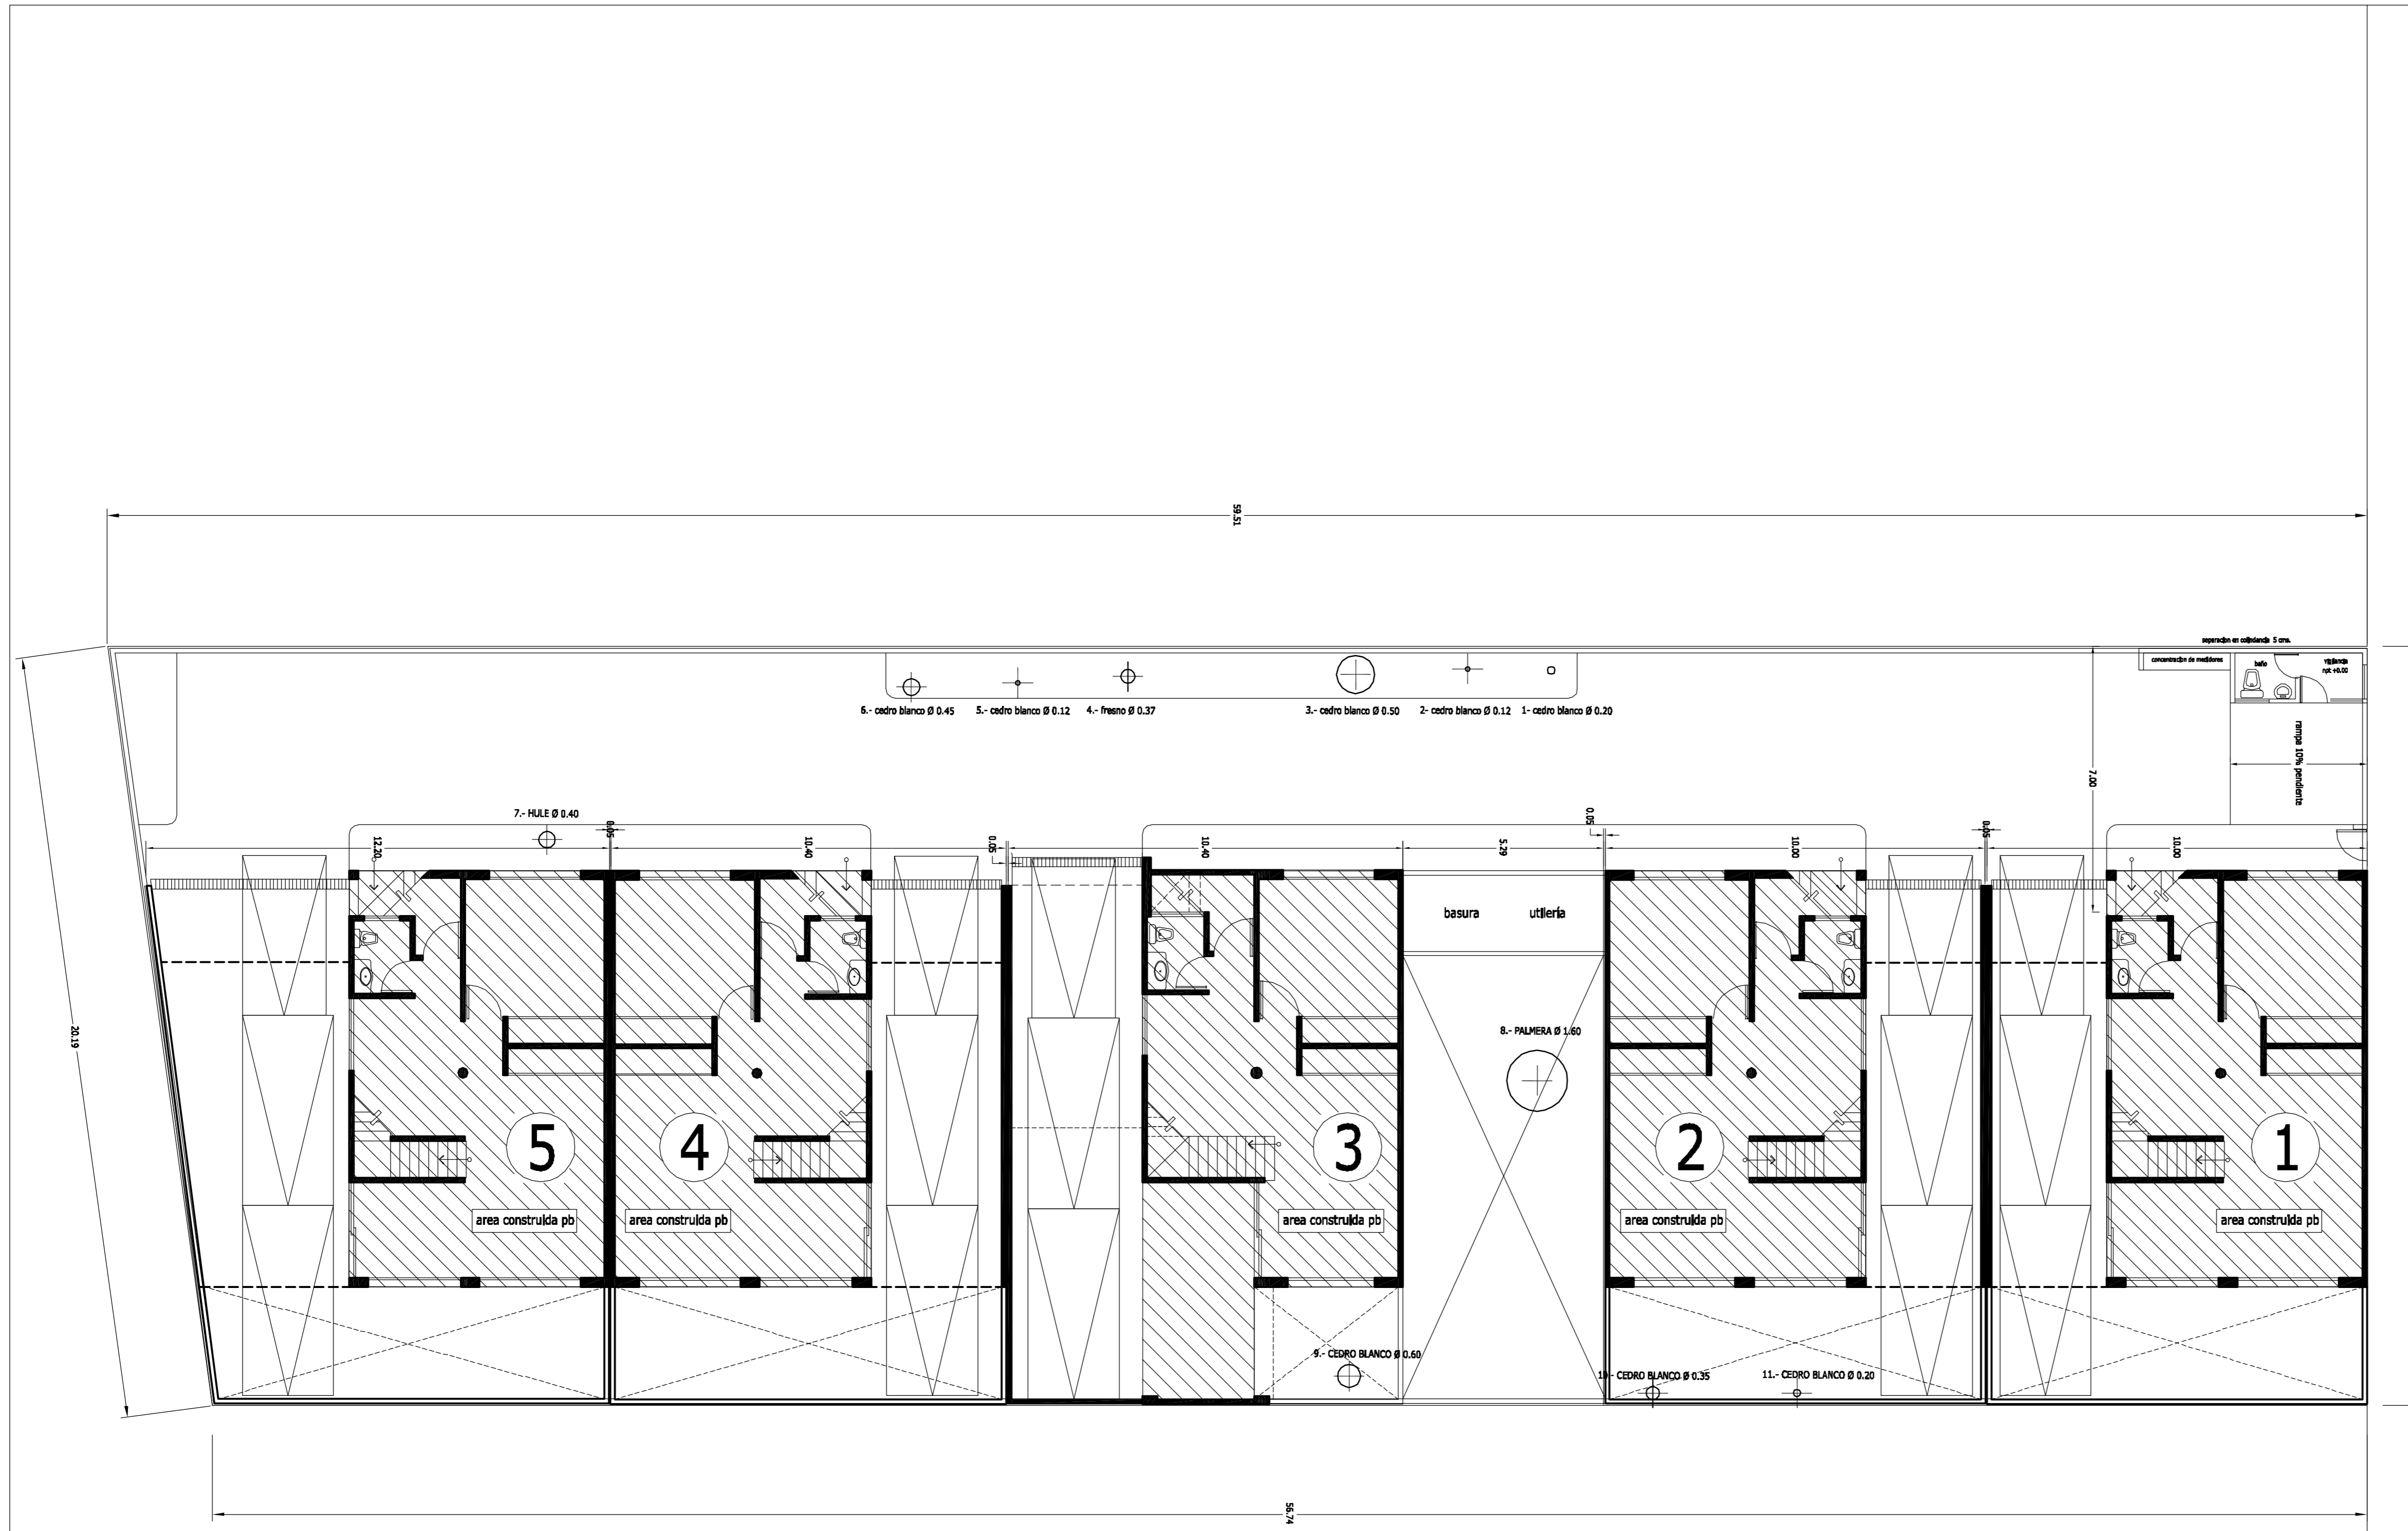 59.51
separacion en colindancia 5 cms.
concentracion de medidores
baño
vigilancia
npt +0.00
6.- cedro blanco Ø 0.45
5.- cedro blanco Ø 0.12
4.- fresno Ø 0.37
3.- cedro blanco Ø 0.50
2- cedro blanco Ø 0.12
1- cedro blanco Ø 0.20
rampa 10% pendiente
7.00
7.- HULE Ø 0.40
12.20
0.05
10.40
0.05
10.40
5.29
0.05
10.00
0.05
10.00
basura
utilería
20.19
8.- PALMERA Ø 1.60
5
4
3
2
1
area construida pb
area construida pb
area construida pb
area construida pb
area construida pb
9.- CEDRO BLANCO Ø 0.60
10.- CEDRO BLANCO Ø 0.35
11.- CEDRO BLANCO Ø 0.20
56.74